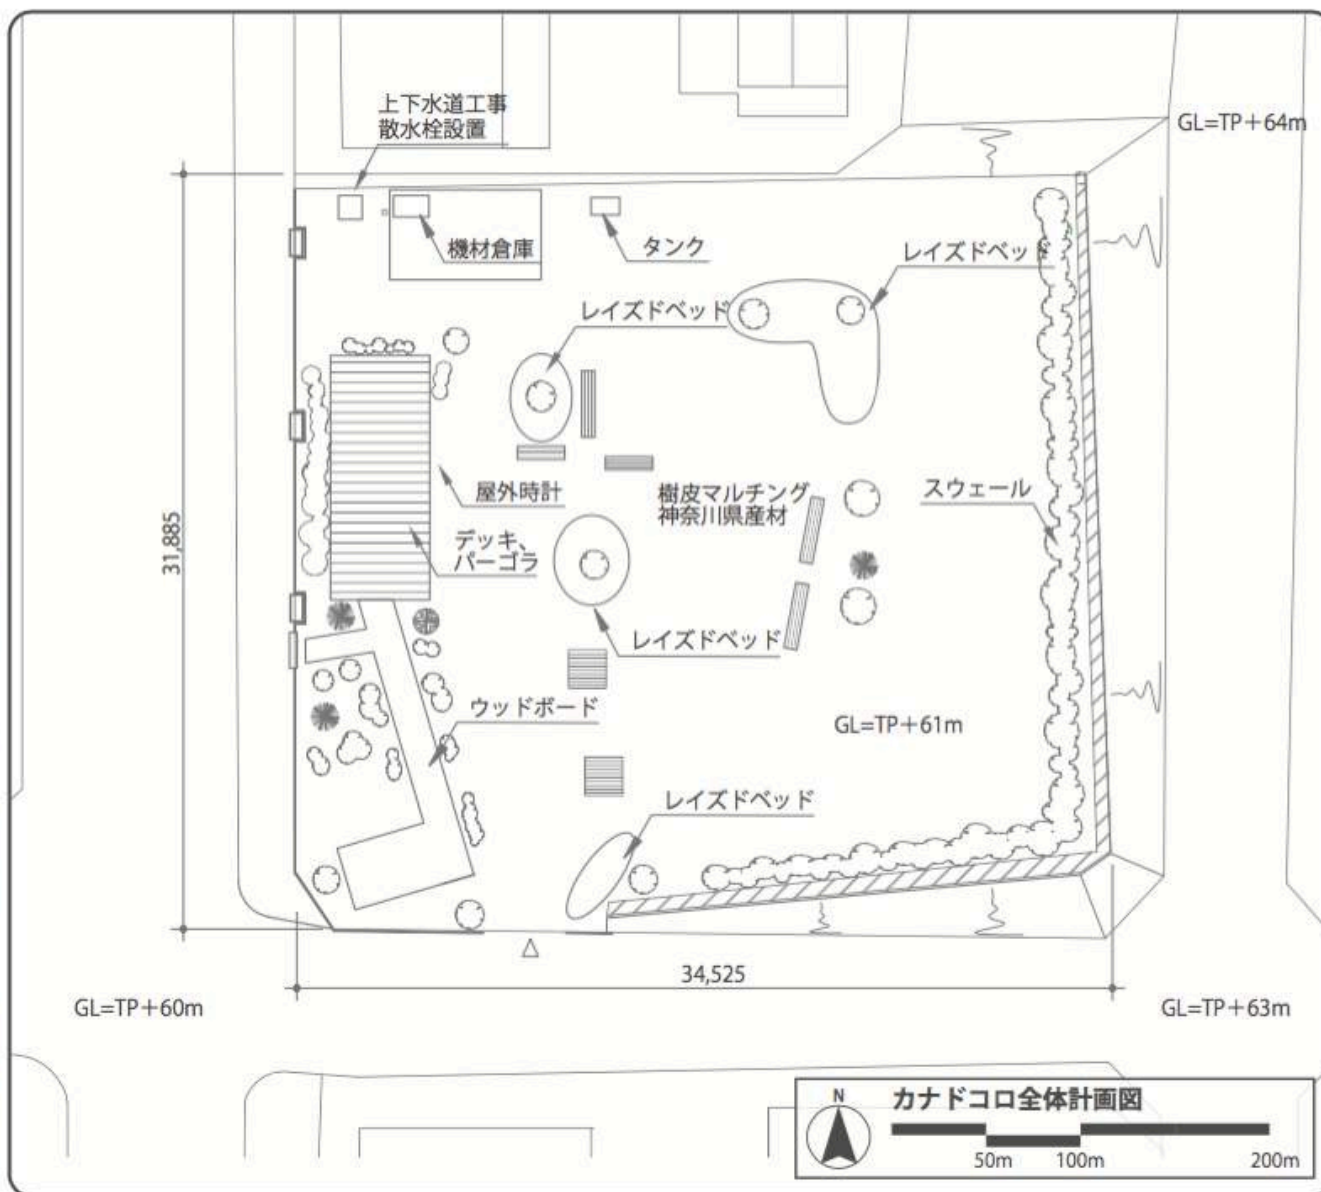 上下水道工事
散水栓設置
GL=TP+64m
機材倉庫
タンク
レイズドベッド
レイズドベッド
屋外時計
樹皮マルチング
神奈川県産材
スウェール
デッキ、
パーゴラ
31,885
レイズドベッド
ウッドボード
GL=TP+61m
レイズドベッド
34,525
GL=TP+60m
GL=TP+63m
N
カナドコロ全体計画図
50m
100m
200m